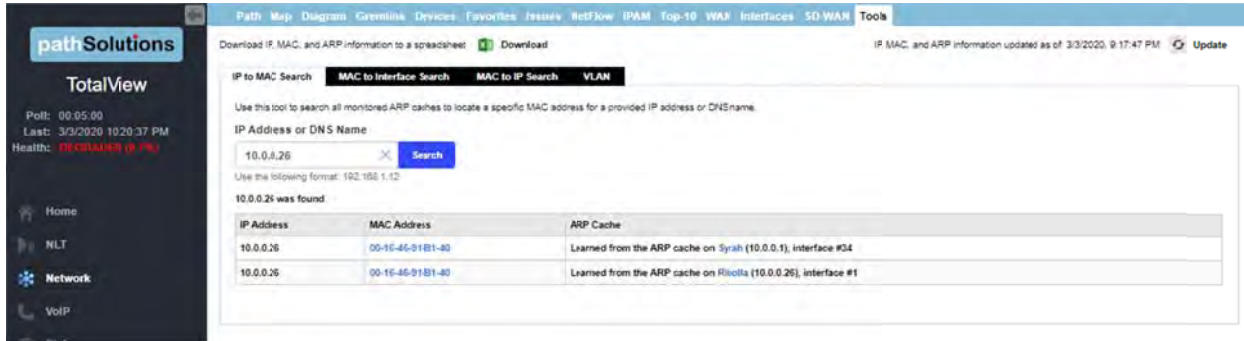 Path Map Diagram Gremlins Devices Favorites Issues NetFlow IPAM Top-10 WAN Interfaces SD-WAN Tools
pathSolutions
Download IP, MAC, and ARP information to a spreadsheet Download
IP, MAC, and ARP information updated as of 3/3/2020, 9:17:47 PM Update
TotalView
IP to MAC Search MAC to Interface Search MAC to IP Search VLAN
Use this tool to search all monitored ARP caches to locate a specific MAC address for a provided IP address or DNS name.
Poll: 00:05:00
Last: 3/3/2020 10:20:37 PM
Health: DEGRADED
IP Address or DNS Name
10.0.0.26 Search
Use the following format: 192.168.1.12
10.0.0.26 was found
IP Address MAC Address ARP Cache
10.0.0.26 00-16-46-91-B1-40 Learned from the ARP cache on Syrah (10.0.0.1), interface #34
10.0.0.26 00-16-46-91-B1-40 Learned from the ARP cache on (10.0.0.26), interface #1
Home
NLT
Network
VoIP